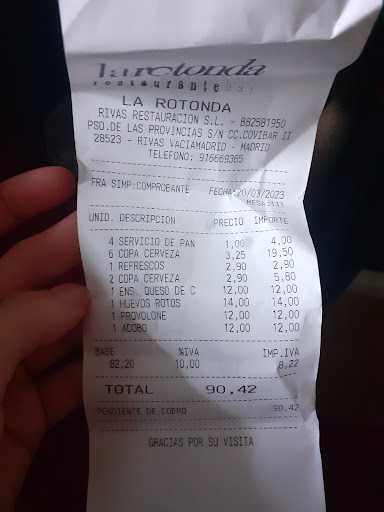 la rotonda
restaurante bar
LA ROTONDA
RIVAS RESTAURACION S.L. - B82581950
PSO.DE LAS PROVINCIAS S/N CC.COVIBAR II
28523 - RIVAS VACIAMADRID - MADRID
TELEFONO: 916669365
FRA SIMP:COMPROBANTE FECHA:20/03/2023
MESA:111
UNID. DESCRIPCION PRECIO IMPORTE
4 SERVICIO DE PAN 1,00 4,00
6 COPA CERVEZA 3,25 19,50
1 REFRESCOS 2,90 2,90
2 COPA CERVEZA 2,90 5,80
1 ENS. QUESO DE C 12,00 12,00
1 HUEVOS ROTOS 14,00 14,00
1 PROVOLONE 12,00 12,00
1 ADOBO 12,00 12,00
BASE %IVA IMP.IVA
82,20 10,00 8,22
TOTAL 90.42
PENDIENTE DE COBRO 90,42
GRACIAS POR SU VISITA